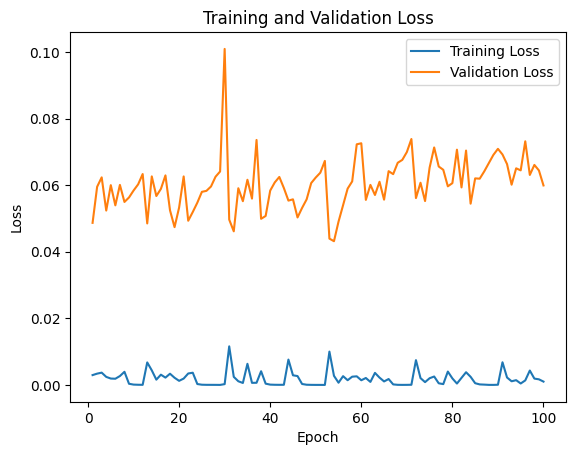 Training and Validation Loss
Training Loss
Validation Loss
0.10
0.08
0.06
0.04
0.02
0.00
Loss
0
20
40
60
80
100
Epoch